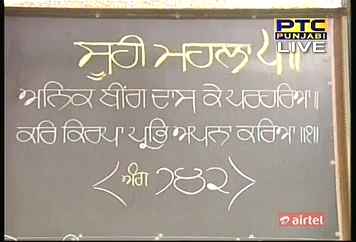 PTC
PUNJABI
LIVE
ਸੂਹੀ ਮਹਲਾ ੫॥
ਅਨਿਕ ਬੀਂਗ ਦਾਸ ਕੇ ਪਰਹਰਿਆ॥
ਕਰਿ ਕਿਰਪਾ ਪ੍ਰਭਿ ਅਪਨਾ ਕਰਿਆ॥੧॥
<ਅੰਗ ੭੪੨>
airtel